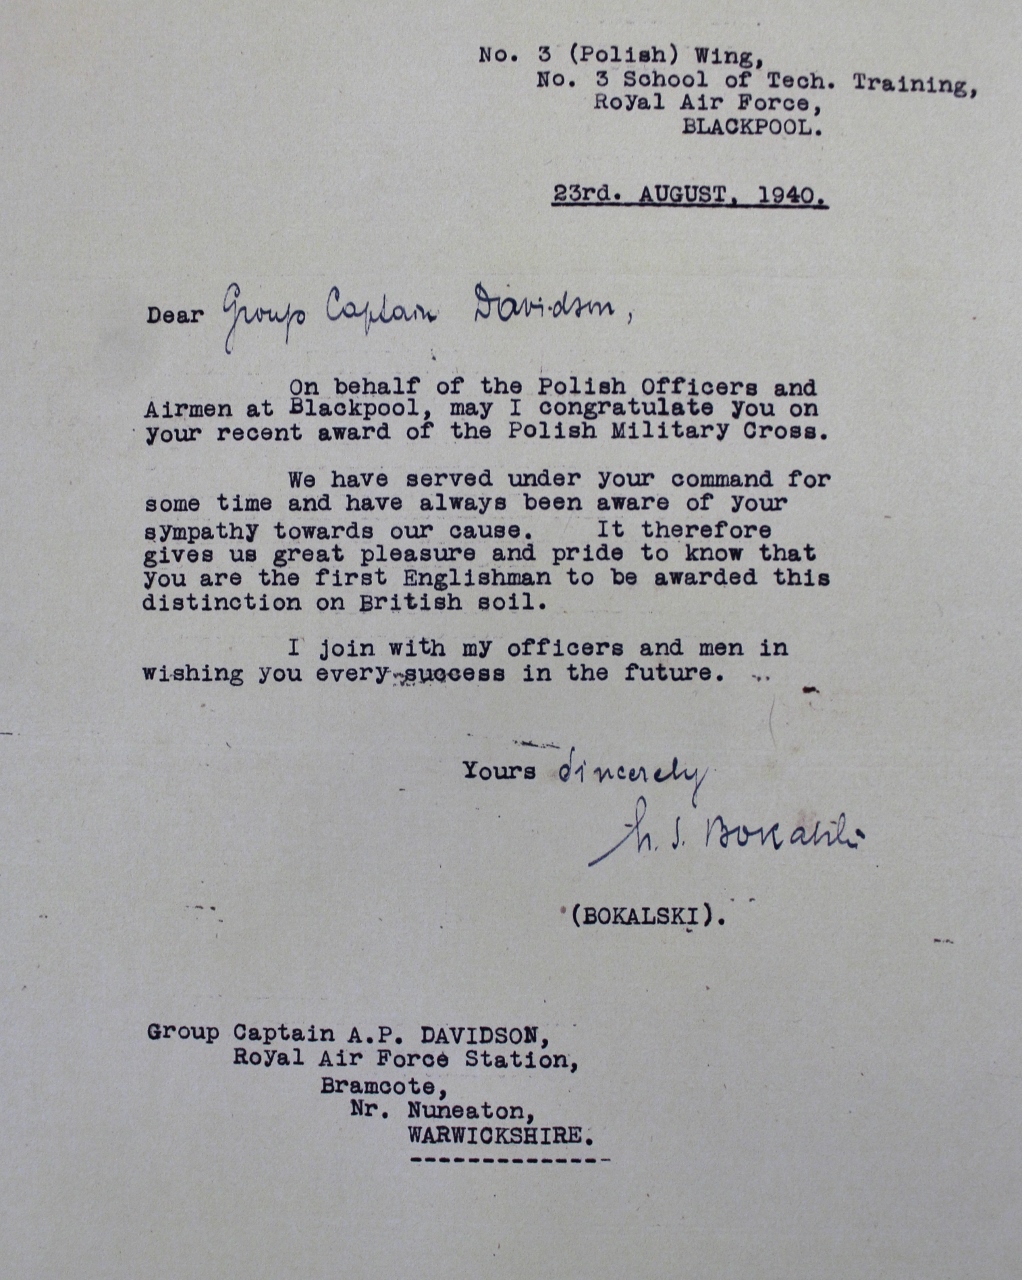 No. 3 (Polish) Wing,
No. 3 School of Tech. Training,
Royal Air Force,
BLACKPOOL.
23rd. AUGUST, 1940.
Dear Group Captain Davidson,
On behalf of the Polish Officers and
Airmen at Blackpool, may I congratulate you on
your recent award of the Polish Military Cross.
We have served under your command for
some time and have always been aware of your
sympathy towards our cause. It therefore
gives us great pleasure and pride to know that
you are the first Englishman to be awarded this
distinction on British soil.
I join with my officers and men in
wishing you every success in the future.
Yours Sincerely
Bokalski
(BOKALSKI).
Group Captain A.P. DAVIDSON,
Royal Air Force Station,
Bramcote,
Nr. Nuneaton,
WARWICKSHIRE.